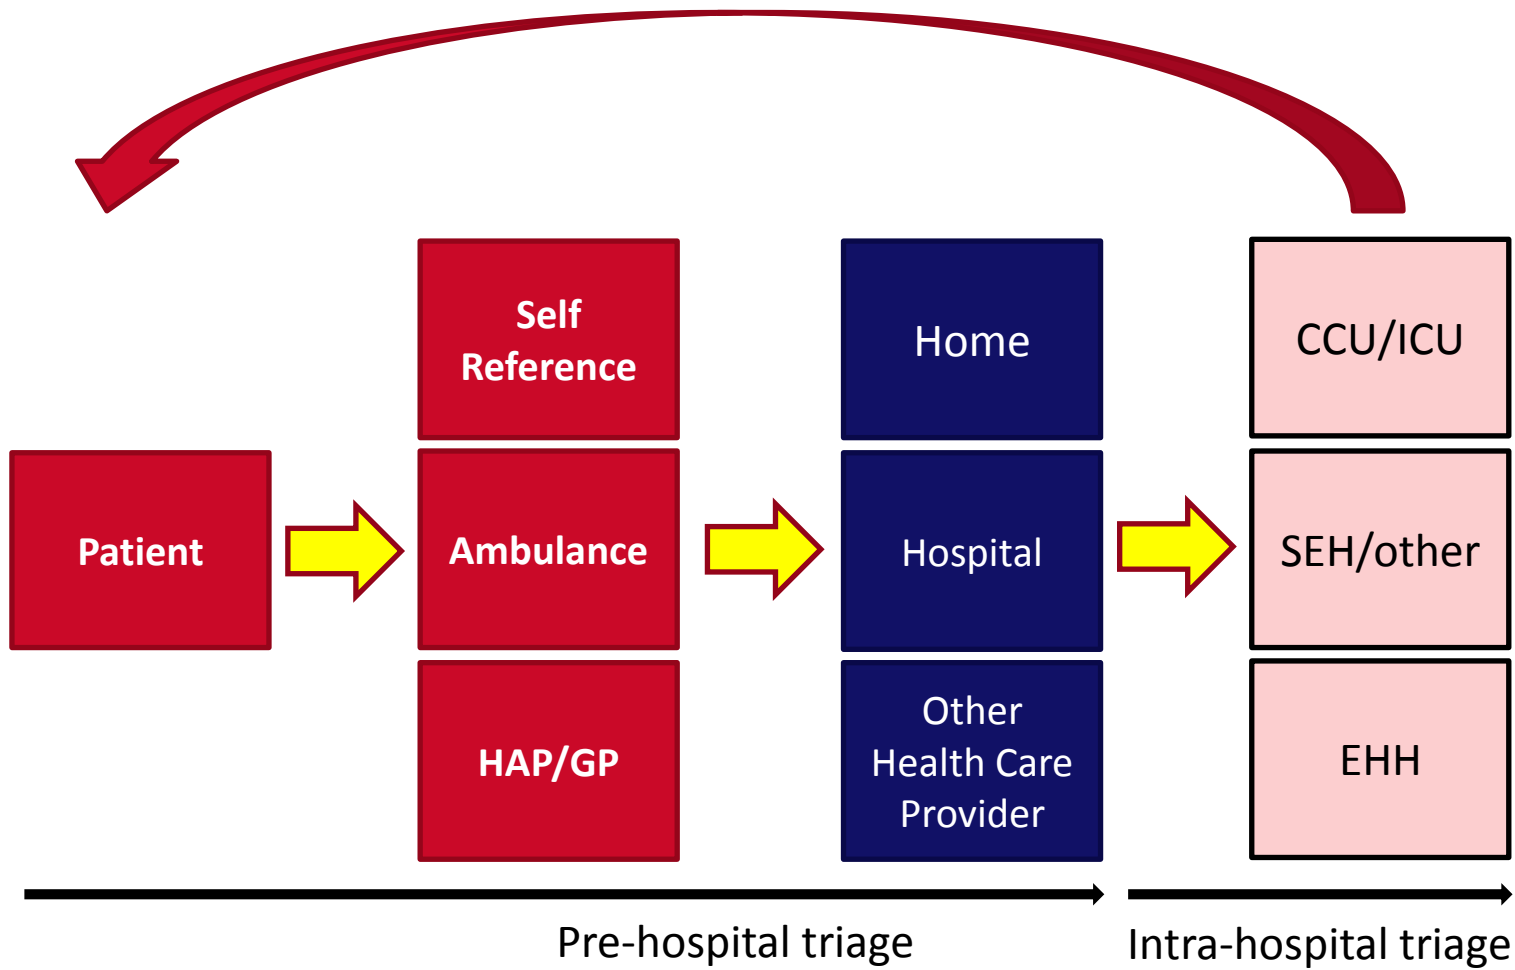 Patient
Self
Reference
Ambulance
HAP/GP
Home
Hospital
Other
Health Care
Provider
CCU/ICU
SEH/other
EHH
Pre-hospital triage
Intra-hospital triage